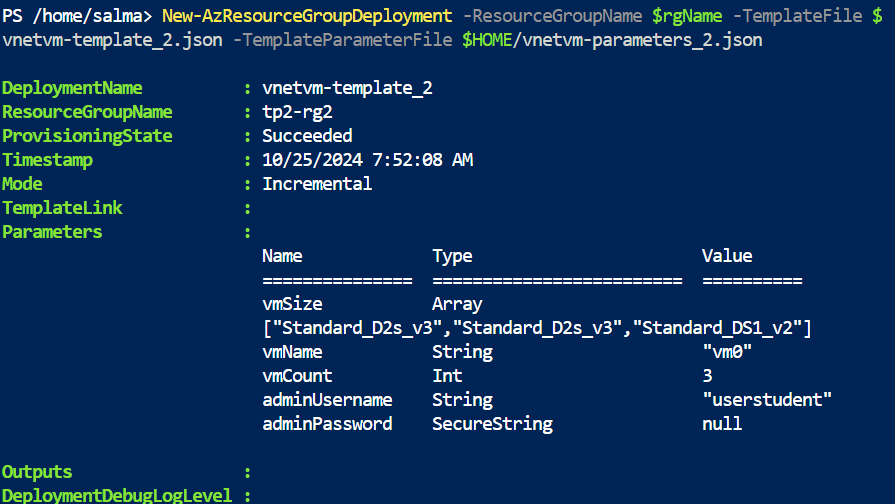 PS /home/salma> New-AzResourceGroupDeployment -ResourceGroupName $rgName -TemplateFile $
vnetvm-template_2.json -TemplateParameterFile $HOME/vnetvm-parameters_2.json
DeploymentName : vnetvm-template_2
ResourceGroupName : tp2-rg2
ProvisioningState : Succeeded
Timestamp : 10/25/2024 7:52:08 AM
Mode : Incremental
TemplateLink :
Parameters :
Name Type Value
=============== ========================= ==========
vmSize Array
["Standard_D2s_v3","Standard_D2s_v3","Standard_DS1_v2"]
vmName String "vm0"
vmCount Int 3
adminUsername String "userstudent"
adminPassword SecureString null
Outputs :
DeploymentDebugLogLevel :